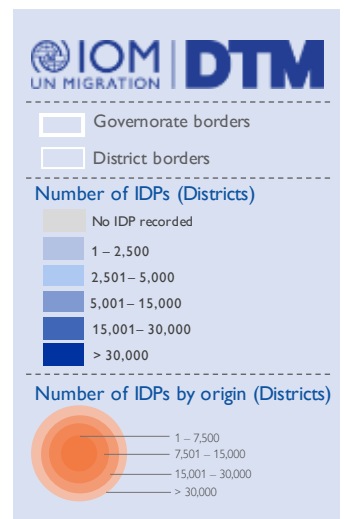 IOM DTM
UN MIGRATION
Governorate borders
District borders
Number of IDPs (Districts)
No IDP recorded
1 – 2,500
2,501– 5,000
5,001– 15,000
15,001– 30,000
> 30,000
Number of IDPs by origin (Districts)
1 – 7,500
7,501 – 15,000
15,001 – 30,000
> 30,000